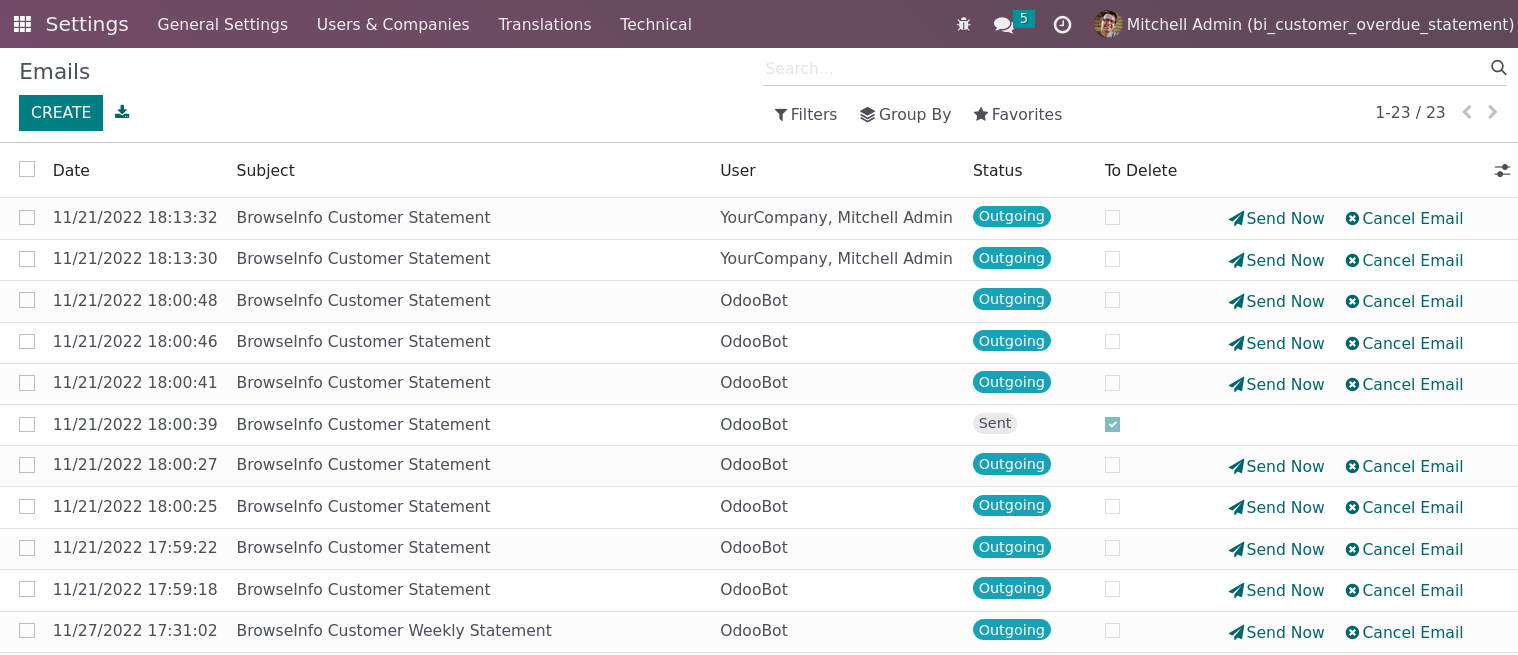 Settings General Settings Users & Companies Translations Technical 5 Mitchell Admin (bi_customer_overdue_statement)
Emails Search...
CREATE Filters Group By Favorites 1-23 / 23
Date Subject User Status To Delete
11/21/2022 18:13:32 BrowseInfo Customer Statement YourCompany, Mitchell Admin Outgoing Send Now Cancel Email
11/21/2022 18:13:30 BrowseInfo Customer Statement YourCompany, Mitchell Admin Outgoing Send Now Cancel Email
11/21/2022 18:00:48 BrowseInfo Customer Statement OdooBot Outgoing Send Now Cancel Email
11/21/2022 18:00:46 BrowseInfo Customer Statement OdooBot Outgoing Send Now Cancel Email
11/21/2022 18:00:41 BrowseInfo Customer Statement OdooBot Outgoing Send Now Cancel Email
11/21/2022 18:00:39 BrowseInfo Customer Statement OdooBot Sent
11/21/2022 18:00:27 BrowseInfo Customer Statement OdooBot Outgoing Send Now Cancel Email
11/21/2022 18:00:25 BrowseInfo Customer Statement OdooBot Outgoing Send Now Cancel Email
11/21/2022 17:59:22 BrowseInfo Customer Statement OdooBot Outgoing Send Now Cancel Email
11/21/2022 17:59:18 BrowseInfo Customer Statement OdooBot Outgoing Send Now Cancel Email
11/27/2022 17:31:02 BrowseInfo Customer Weekly Statement OdooBot Outgoing Send Now Cancel Email